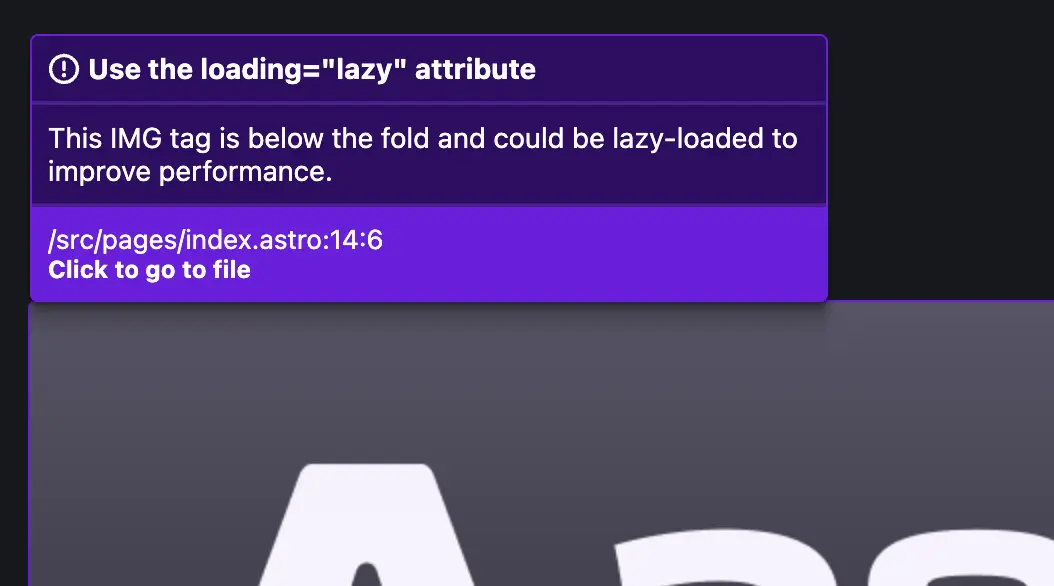 Use the loading="lazy" attribute
This IMG tag is below the fold and could be lazy-loaded to
improve performance.
/src/pages/index.astro:14:6
Click to go to file
A